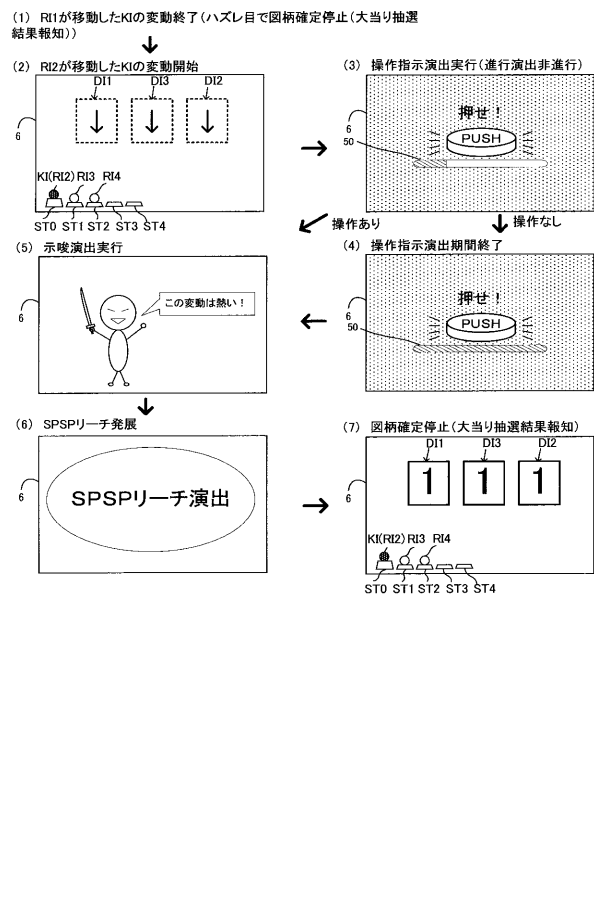 (1) RI1が移動したKIの変動終了(ハズレ目で図柄確定停止(大当り抽選
結果報知))
(2) RI2が移動したKIの変動開始
DI1 DI3 DI2
6
KI(RI2) RI3 RI4
ST0 ST1 ST2 ST3 ST4
(3) 操作指示演出実行(進行演出非進行)
押せ!
PUSH
6
50
操作あり
操作なし
(4) 操作指示演出期間終了
押せ!
PUSH
6
50
(5) 示唆演出実行
この変動は熱い!
6
(6) SPSPリーチ発展
SPSPリーチ演出
6
(7) 図柄確定停止(大当り抽選結果報知)
DI1 DI3 DI2
1 1 1
6
KI(RI2) RI3 RI4
ST0 ST1 ST2 ST3 ST4